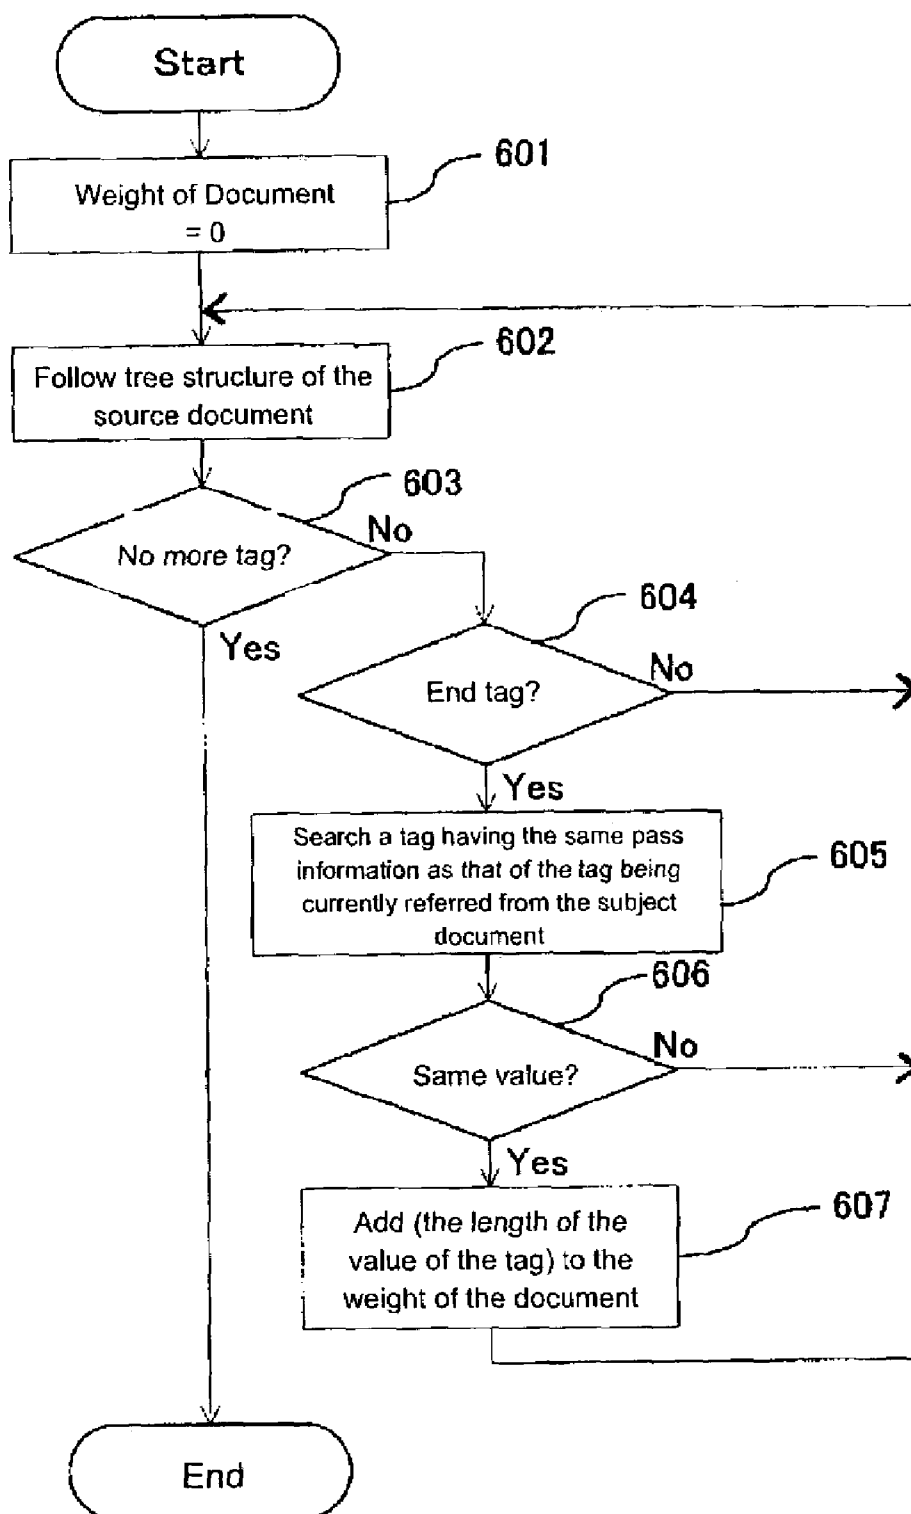 Start
601
Weight of Document
= 0
602
Follow tree structure of the
source document
603
No more tag?
No
Yes
604
End tag?
No
Yes
605
Search a tag having the same pass
information as that of the tag being
currently referred from the subject
document
606
Same value?
No
Yes
607
Add (the length of the
value of the tag) to the
weight of the document
End